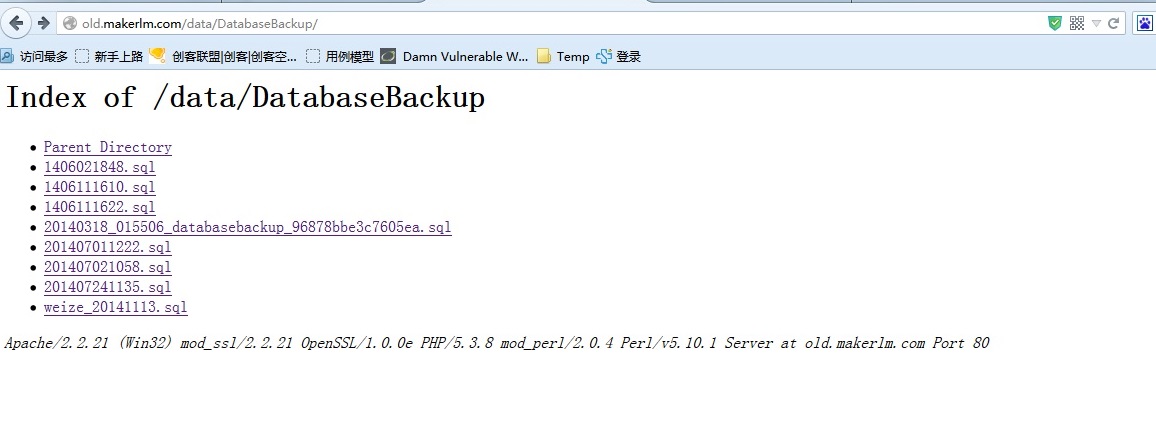 old.makerlm.com/data/DatabaseBackup/
访问最多 新手上路 创客联盟|创客|创客空... 用例模型 Damn Vulnerable W... Temp 登录
Index of /data/DatabaseBackup
Parent Directory
1406021848.sql
1406111610.sql
1406111622.sql
20140318_015506_databasebackup_96878bbe3c7605ea.sql
201407011222.sql
201407021058.sql
201407241135.sql
weize_20141113.sql
Apache/2.2.21 (Win32) mod_ssl/2.2.21 OpenSSL/1.0.0e PHP/5.3.8 mod_perl/2.0.4 Perl/v5.10.1 Server at old.makerlm.com Port 80